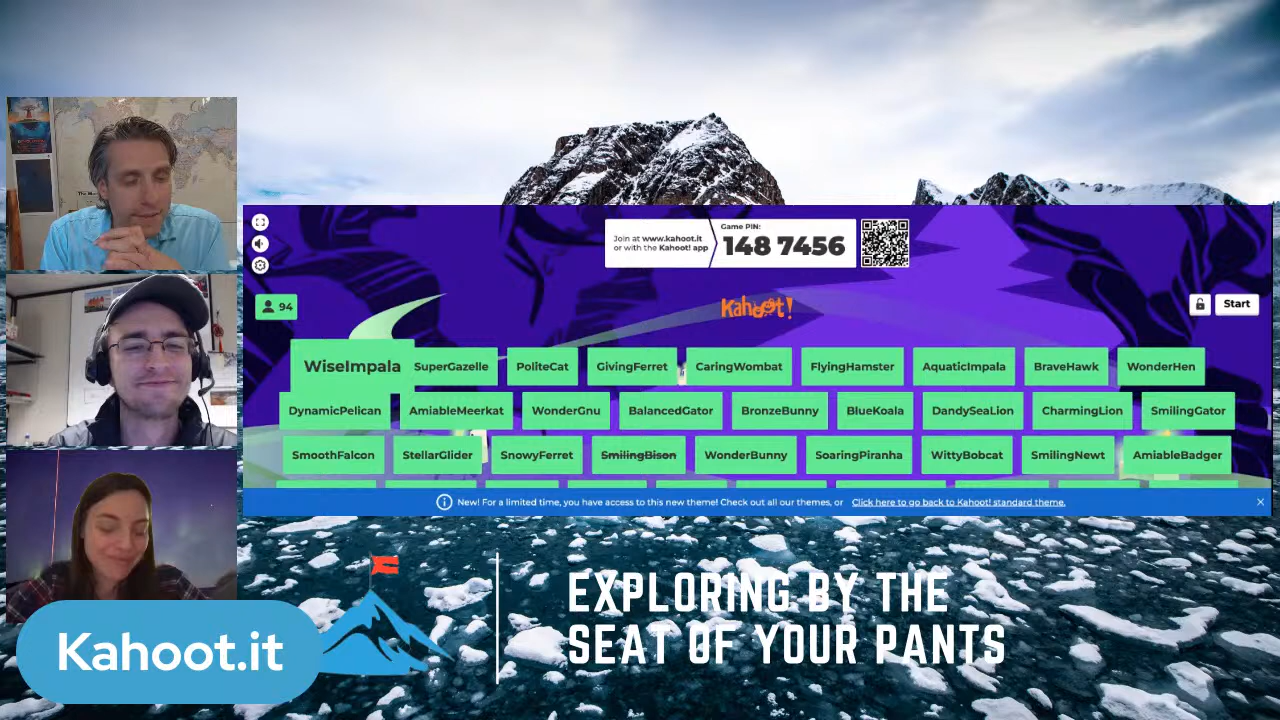 Join at www.kahoot.it
or with the Kahoot! app
Game PIN:
148 7456
94
Kahoot!
Start
WiseImpala SuperGazelle PoliteCat GivingFerret CaringWombat FlyingHamster AquaticImpala BraveHawk WonderHen
DynamicPelican AmiableMeerkat WonderGnu BalancedGator BronzeBunny BlueKoala DandySeaLion CharmingLion SmilingGator
SmoothFalcon StellarGlider SnowyFerret SmilingBison WonderBunny SoaringPiranha WittyBobcat SmilingNewt AmiableBadger
New! For a limited time, you have access to this new theme! Check out all our themes, or Click here to go back to Kahoot! standard theme.
EXPLORING BY THE
SEAT OF YOUR PANTS
Kahoot.it